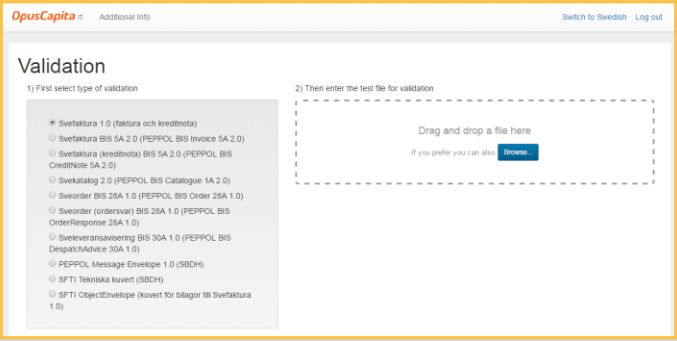 OpusCapita rt Additional Info Switch to Swedish Log out
Validation
1) First select type of validation
Svefaktura 1.0 (faktura och kreditnota)
Svefaktura BIS 5A 2.0 (PEPPOL BIS Invoice 5A 2.0)
Svefaktura (kreditnota) BIS 5A 2.0 (PEPPOL BIS
CreditNote 5A 2.0)
Svekatalog 2.0 (PEPPOL BIS Catalogue 1A 2.0)
Sveorder BIS 28A 1.0 (PEPPOL BIS Order 28A 1.0)
Sveorder (ordersvar) BIS 28A 1.0 (PEPPOL BIS
OrderResponse 28A 1.0)
Sveleveransavisering BIS 30A 1.0 (PEPPOL BIS
DespatchAdvice 30A 1.0)
PEPPOL Message Envelope 1.0 (SBDH)
SFTI Tekniska kuvert (SBDH)
SFTI ObjectEnvelope (kuvert för bilagor till Svefaktura
1.0)
2) Then enter the test file for validation
Drag and drop a file here
If you prefer you can also Browse...